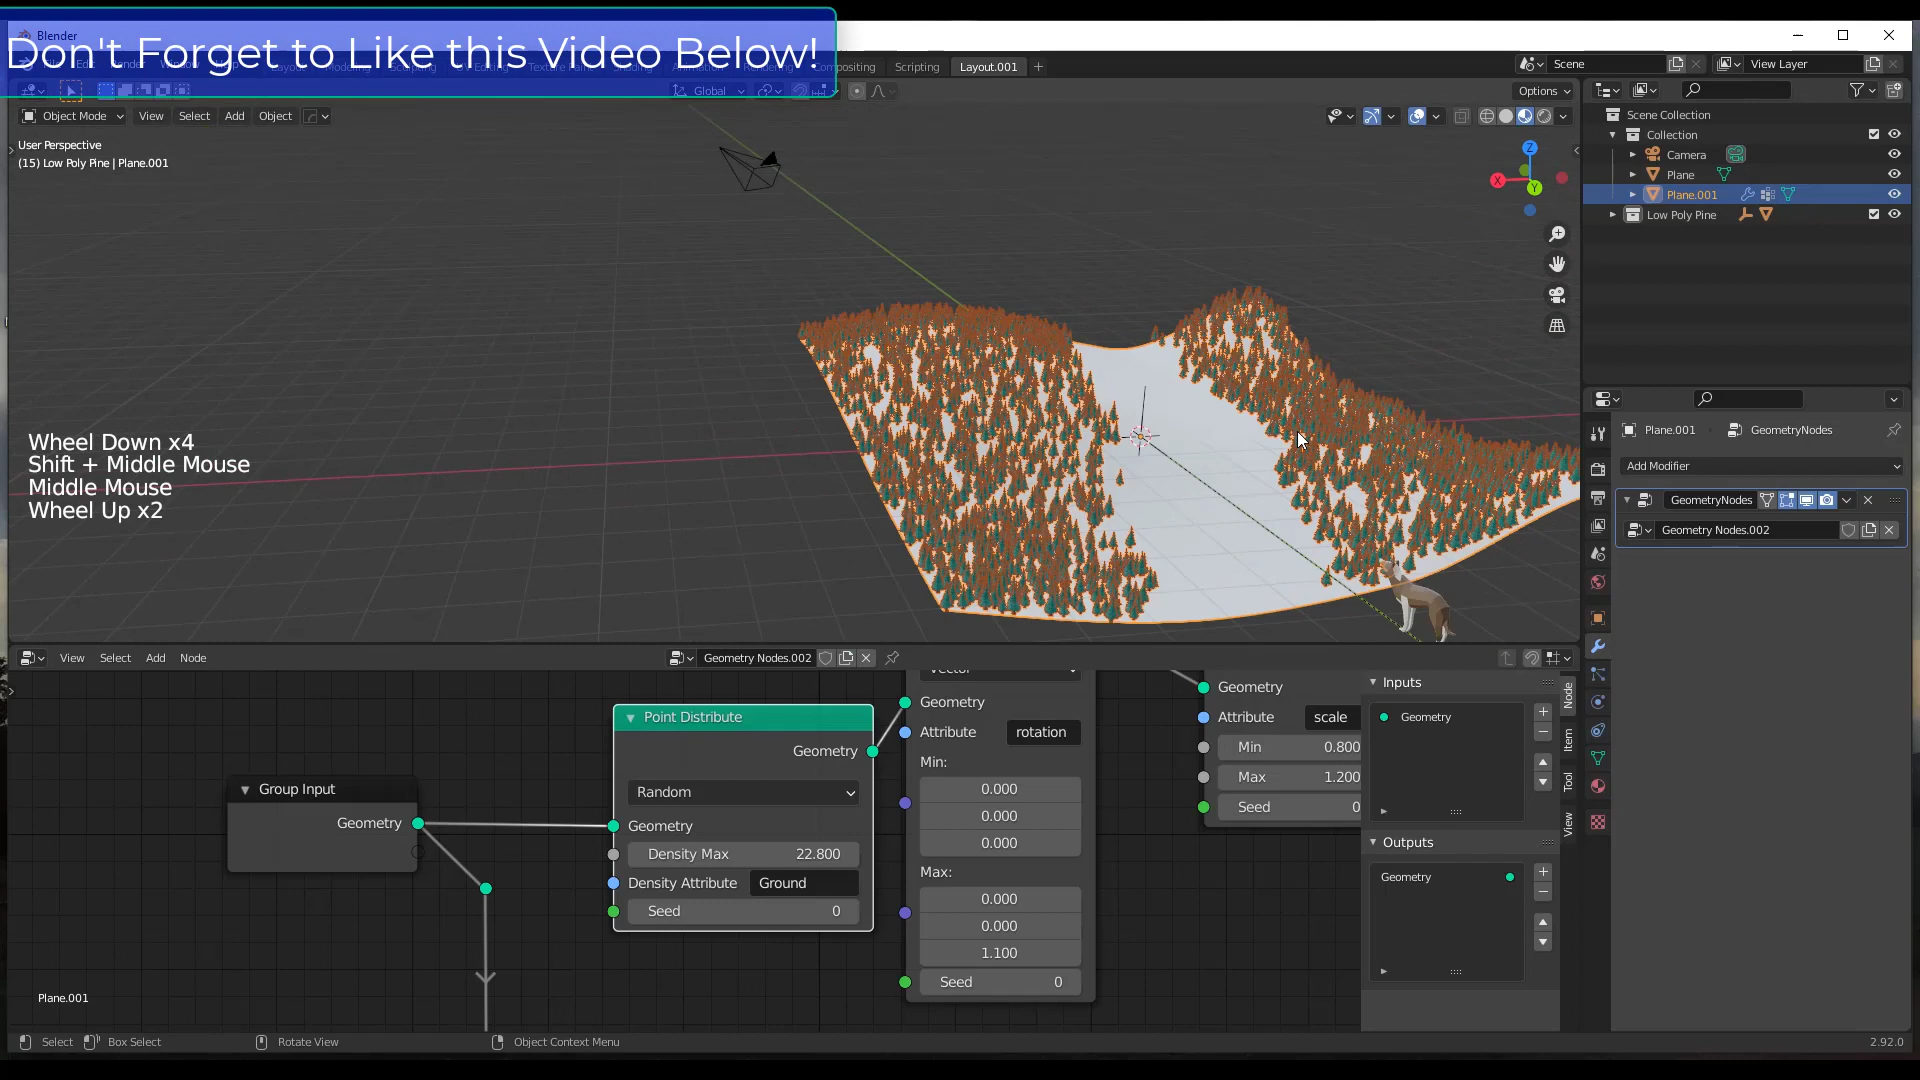 Blender
Don't Forget to Like this Video Below!
Compositing Scripting Layout.001 +
Scene
View Layer
Global
Options
Object Mode View Select Add Object
User Perspective
(15) Low Poly Pine | Plane.001
Z
X
Y
Wheel Down x4
Shift + Middle Mouse
Middle Mouse
Wheel Up x2
Scene Collection
Collection
Camera
Plane
Plane.001
Low Poly Pine
Plane.001 GeometryNodes
Add Modifier
GeometryNodes
Geometry Nodes.002
View Select Add Node
Geometry Nodes.002
Group Input
Geometry
Point Distribute
Geometry
Random
Geometry
Density Max 22.800
Density Attribute Ground
Seed 0
Vector
Geometry
Attribute rotation
Min:
0.000
0.000
0.000
Max:
0.000
0.000
1.100
Seed 0
Geometry
Attribute scale
Min 0.800
Max 1.200
Seed 0
Inputs
Geometry
Outputs
Geometry
Node
Item
Tool
View
Plane.001
Select Box Select Rotate View Object Context Menu
2.92.0